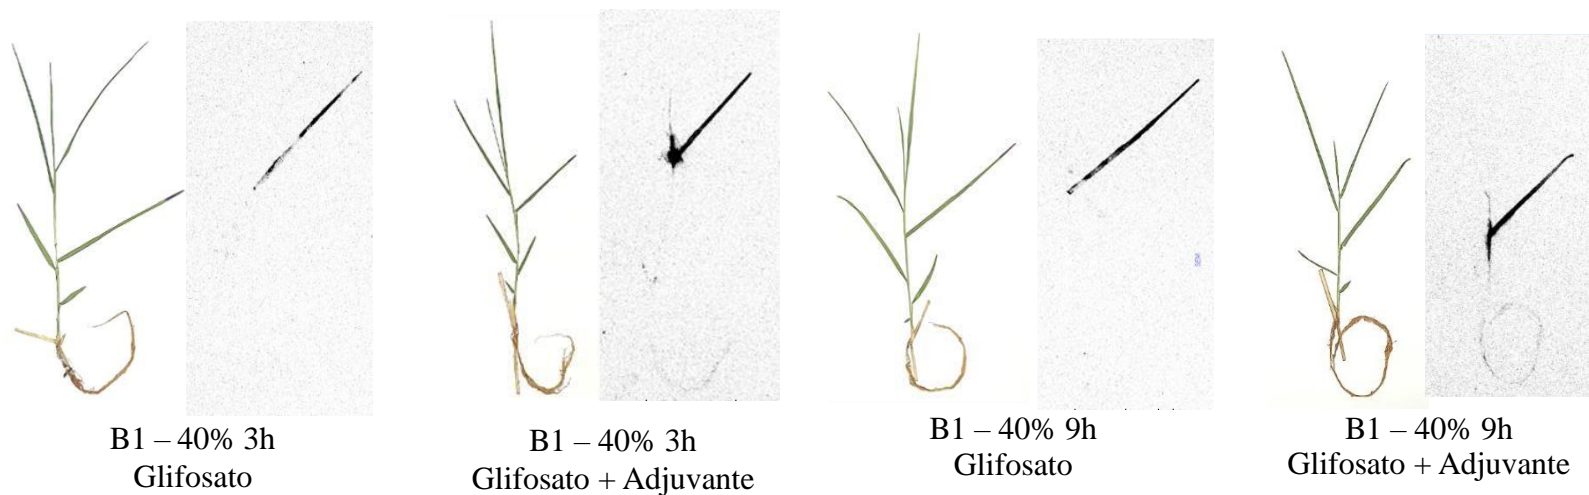 B1 – 40% 3h
Glifosato
B1 – 40% 3h
Glifosato + Adjuvante
B1 – 40% 9h
Glifosato
B1 – 40% 9h
Glifosato + Adjuvante